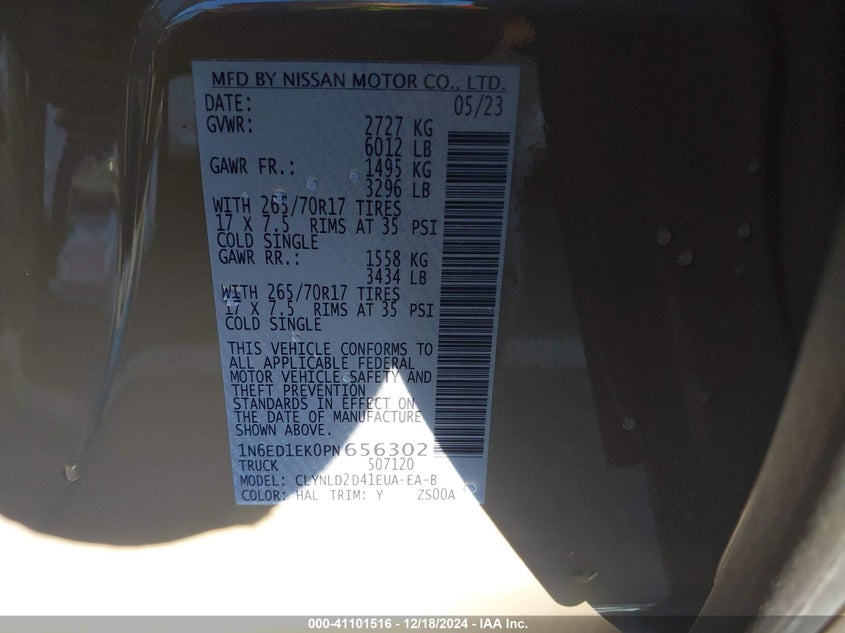 MFD BY NISSAN MOTOR CO., LTD.
DATE: 05/23
GVWR: 2727 KG
6012 LB
GAWR FR.: 1495 KG
3296 LB
WITH 265/70R17 TIRES
17 X 7.5 RIMS AT 35 PSI
COLD SINGLE
GAWR RR.: 1558 KG
3434 LB
WITH 265/70R17 TIRES
17 X 7.5 RIMS AT 35 PSI
COLD SINGLE
THIS VEHICLE CONFORMS TO
ALL APPLICABLE FEDERAL
MOTOR VEHICLE SAFETY AND
THEFT PREVENTION
STANDARDS IN EFFECT ON
THE DATE OF MANUFACTURE
SHOWN ABOVE.
1N6ED1EK0PN656302
TRUCK 507120
MODEL: CLYNLD2D41EUA-EA-B
COLOR: HAL TRIM: Y ZS00A
000-41101516 - 12/18/2024 - IAA Inc.